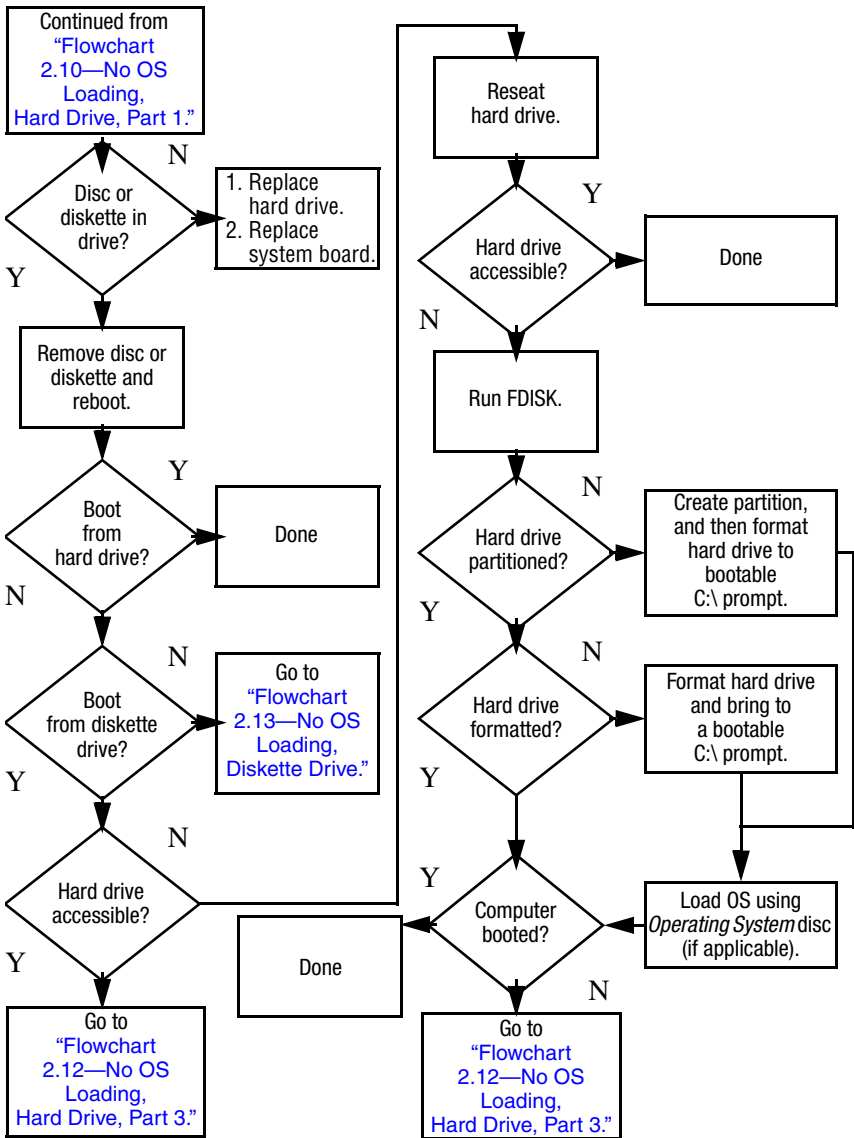 Continued from
“Flowchart
2.10—No OS
Loading,
Hard Drive, Part 1.”
N
Disc or
diskette in
drive?
1. Replace
hard drive.
2. Replace
system board.
Y
Remove disc or
diskette and
reboot.
Y
Boot
from
hard drive?
Done
N
N
Boot
from diskette
drive?
Go to
“Flowchart
2.13—No OS
Loading,
Diskette Drive.”
Y
N
Hard drive
accessible?
Y
Go to
“Flowchart
2.12—No OS
Loading,
Hard Drive, Part 3.”
Reseat
hard drive.
Y
Hard drive
accessible?
Done
N
Run FDISK.
N
Hard drive
partitioned?
Create partition,
and then format
hard drive to
bootable
C:\ prompt.
Y
N
Hard drive
formatted?
Format hard drive
and bring to
a bootable
C:\ prompt.
Y
Y
Computer
booted?
Load OS using
Operating System disc
(if applicable).
Done
N
Go to
“Flowchart
2.12—No OS
Loading,
Hard Drive, Part 3.”